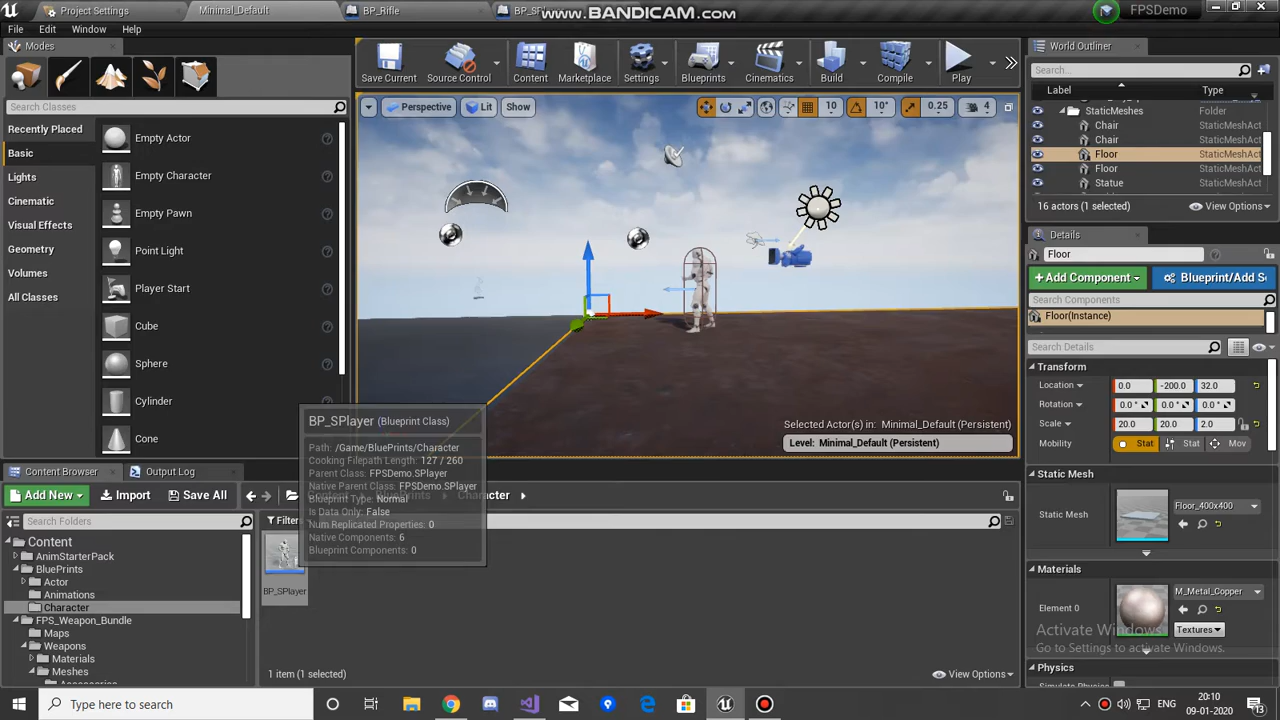 Project Settings
Minimal_Default
BP_Rifle
BP_SPl
www.BANDICAM.com
FPSDemo
File
Edit
Window
Help
Modes
Search Classes
Recently Placed
Basic
Lights
Cinematic
Visual Effects
Geometry
Volumes
All Classes
Empty Actor
Empty Character
Empty Pawn
Point Light
Player Start
Cube
Sphere
Cylinder
Cone
Save Current
Source Control
Content
Marketplace
Settings
Blueprints
Cinematics
Build
Compile
Play
Perspective
Lit
Show
10
10°
0.25
4
Selected Actor(s) in: Minimal_Default (Persistent)
Level: Minimal_Default (Persistent)
World Outliner
Search...
Label Type
StaticMeshes Folder
Chair StaticMeshAct
Chair StaticMeshAct
Floor StaticMeshAct
Floor StaticMeshAct
Statue StaticMeshAct
16 actors (1 selected)
View Options
Details
Floor
+Add Component
Blueprint/Add S
Search Components
Floor(Instance)
Search Details
Transform
Location 0.0 -200.0 32.0
Rotation 0.0 ° 0.0 ° 0.0 °
Scale 20.0 20.0 2.0
Mobility Stat Stat Mov
Static Mesh
Static Mesh
Floor_400x400
Materials
Element 0
M_Metal_Copper
Textures
Physics
Activate Windows
Go to Settings to activate Windows.
BP_SPlayer (Blueprint Class)
Path: /Game/BluePrints/Character
Cooking Filepath Length: 127 / 260
Parent Class: FPSDemo.SPlayer
Native Parent Class: FPSDemo.SPlayer
Blueprint Type: Normal
Is Data Only: False
Num Replicated Properties: 0
Native Components: 6
Blueprint Components: 0
Content Browser
Output Log
Add New
Import
Save All
Character
Search Folders
Filter
Content
AnimStarterPack
BluePrints
Actor
Animations
Character
FPS_Weapon_Bundle
Maps
Weapons
Materials
Meshes
BP_SPlayer
1 item (1 selected)
View Options
Type here to search
ENG
20:10
09-01-2020
13